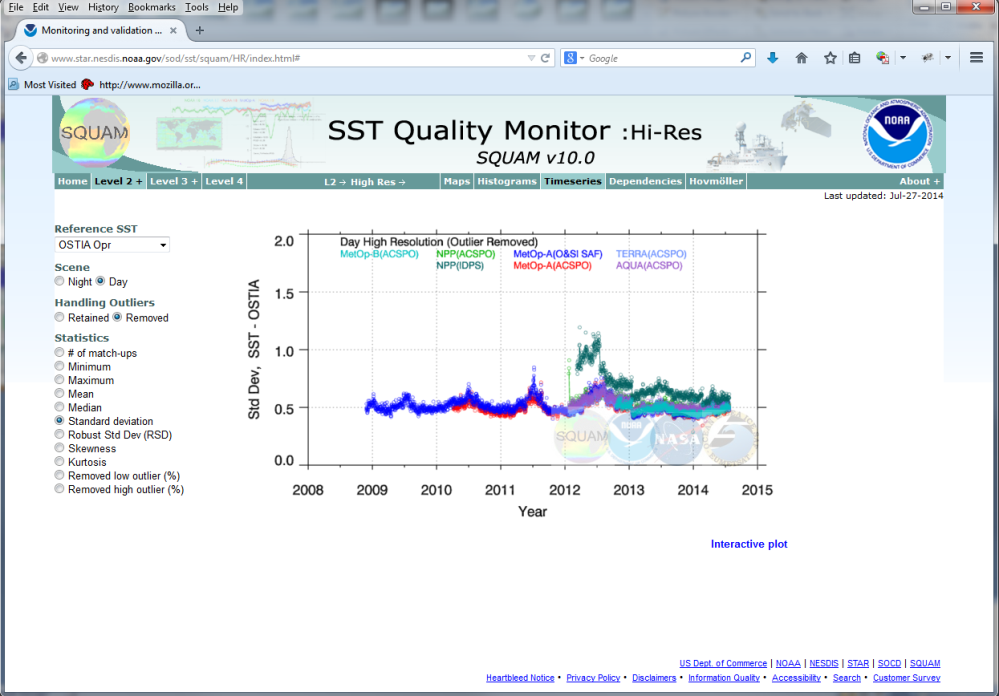 File Edit View History Bookmarks Tools Help
Monitoring and validation ... × +
www.star.nesdis.noaa.gov/sod/sst/squam/HR/index.html#
Google
Most Visited http://www.mozilla.or...
SQUAM
SST Quality Monitor :Hi-Res
SQUAM v10.0
NOAA
Home Level 2 + Level 3 + Level 4 L2 → High Res → Maps Histograms Timeseries Dependencies Hovmöller About +
Last updated: Jul-27-2014
Reference SST
OSTIA Opr
Scene
Night Day
Handling Outliers
Retained Removed
Statistics
# of match-ups
Minimum
Maximum
Mean
Median
Standard deviation
Robust Std Dev (RSD)
Skewness
Kurtosis
Removed low outlier (%)
Removed high outlier (%)
Day High Resolution (Outlier Removed)
MetOp-B(ACSPO) NPP(ACSPO) MetOp-A(O&SI SAF) TERRA(ACSPO)
NPP(IDPS) MetOp-A(ACSPO) AQUA(ACSPO)
Std Dev, SST - OSTIA
2.0
1.5
1.0
0.5
0.0
SQUAM NOAA NASA
2008 2009 2010 2011 2012 2013 2014 2015
Year
Interactive plot
US Dept. of Commerce | NOAA | NESDIS | STAR | SOCD | SQUAM
Heartbleed Notice • Privacy Policy • Disclaimers • Information Quality • Accessibility • Search • Customer Survey